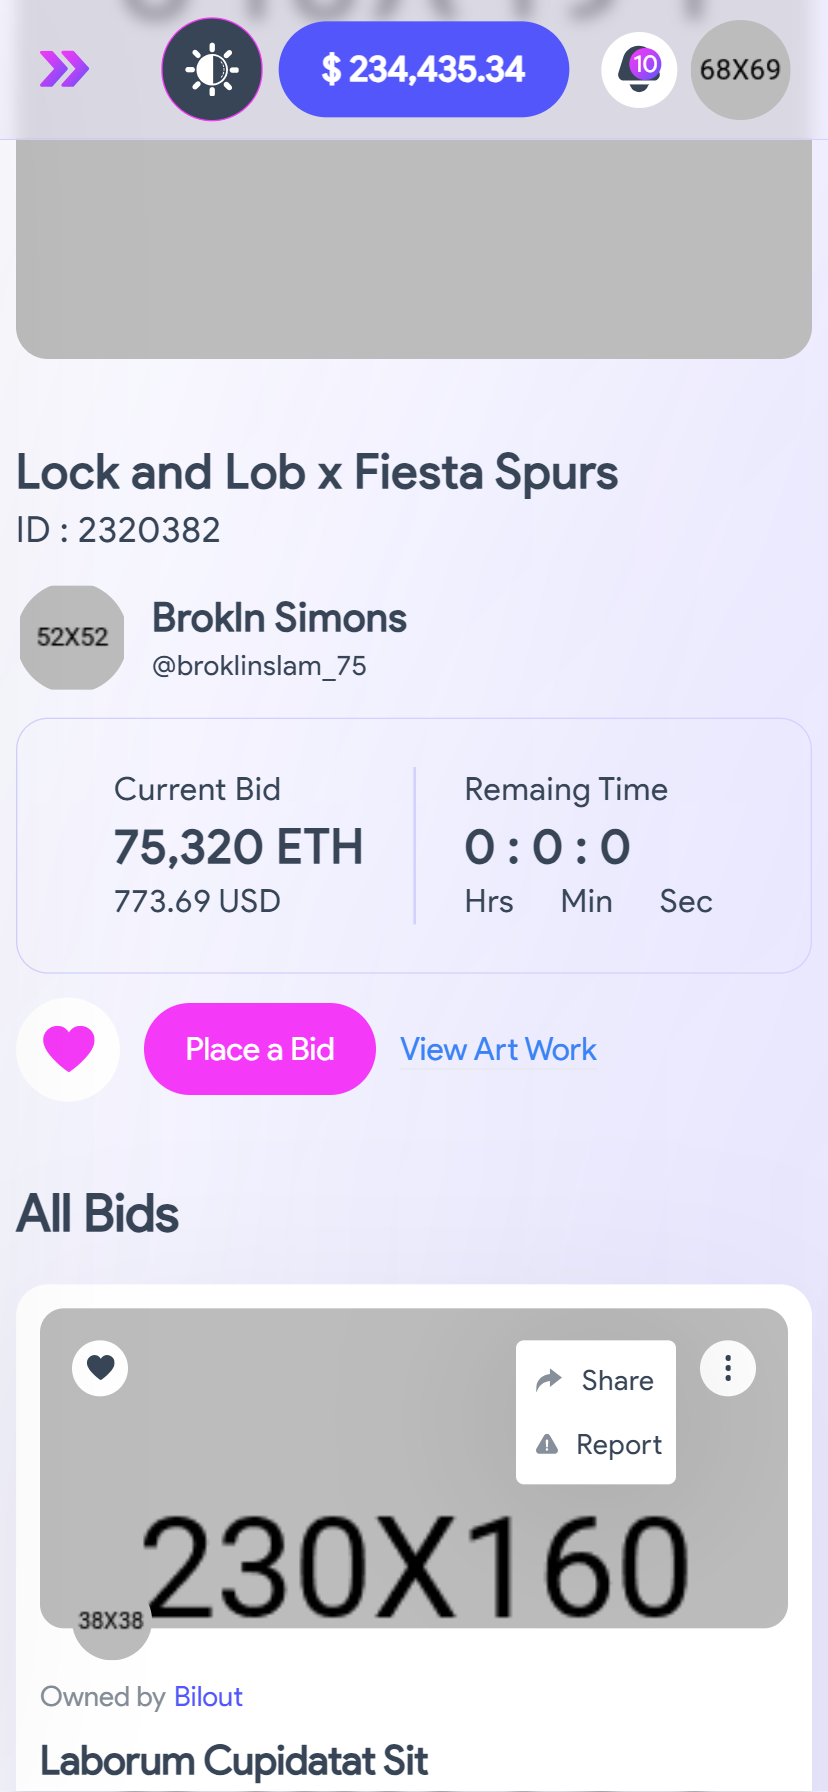 $ 234,435.34
10
68X69
Lock and Lob x Fiesta Spurs
ID : 2320382
52X52
BrokIn Simons
@broklinslam_75
Current Bid
75,320 ETH
773.69 USD
Remaing Time
0 : 0 : 0
Hrs Min Sec
Place a Bid
View Art Work
All Bids
Share
Report
230X160
38X38
Owned by Bilout
Laborum Cupidatat Sit